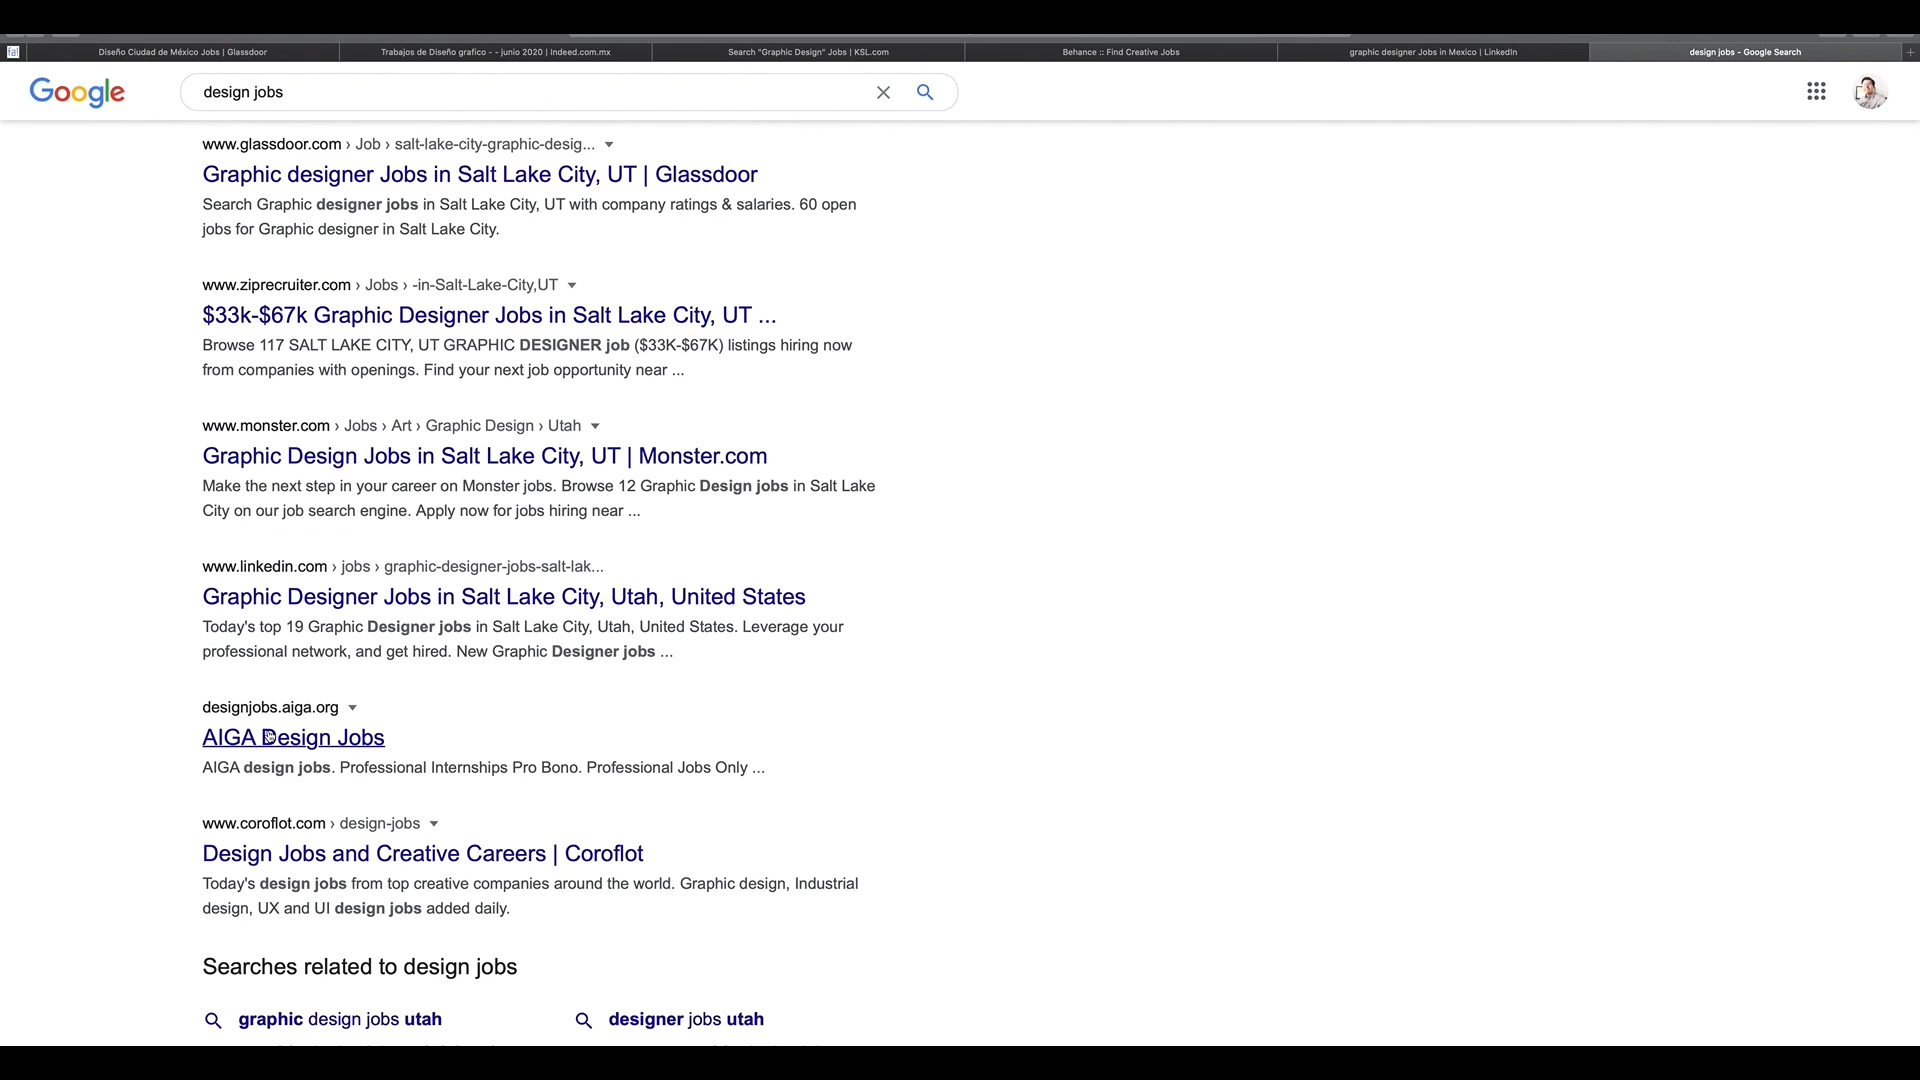 Diseño Ciudad de México Jobs | Glassdoor
Trabajos de Diseño grafico - - junio 2020 | Indeed.com.mx
Search "Graphic Design" Jobs | KSL.com
Behance :: Find Creative Jobs
graphic designer Jobs in Mexico | LinkedIn
design jobs - Google Search
Google
design jobs
www.glassdoor.com › Job › salt-lake-city-graphic-desig...
Graphic designer Jobs in Salt Lake City, UT | Glassdoor
Search Graphic designer jobs in Salt Lake City, UT with company ratings & salaries. 60 open
jobs for Graphic designer in Salt Lake City.
www.ziprecruiter.com › Jobs › -in-Salt-Lake-City,UT
$33k-$67k Graphic Designer Jobs in Salt Lake City, UT ...
Browse 117 SALT LAKE CITY, UT GRAPHIC DESIGNER job ($33K-$67K) listings hiring now
from companies with openings. Find your next job opportunity near ...
www.monster.com › Jobs › Art › Graphic Design › Utah
Graphic Design Jobs in Salt Lake City, UT | Monster.com
Make the next step in your career on Monster jobs. Browse 12 Graphic Design jobs in Salt Lake
City on our job search engine. Apply now for jobs hiring near ...
www.linkedin.com › jobs › graphic-designer-jobs-salt-lak...
Graphic Designer Jobs in Salt Lake City, Utah, United States
Today's top 19 Graphic Designer jobs in Salt Lake City, Utah, United States. Leverage your
professional network, and get hired. New Graphic Designer jobs ...
designjobs.aiga.org
AIGA Design Jobs
AIGA design jobs. Professional Internships Pro Bono. Professional Jobs Only ...
www.coroflot.com › design-jobs
Design Jobs and Creative Careers | Coroflot
Today's design jobs from top creative companies around the world. Graphic design, Industrial
design, UX and UI design jobs added daily.
Searches related to design jobs
graphic design jobs utah
designer jobs utah